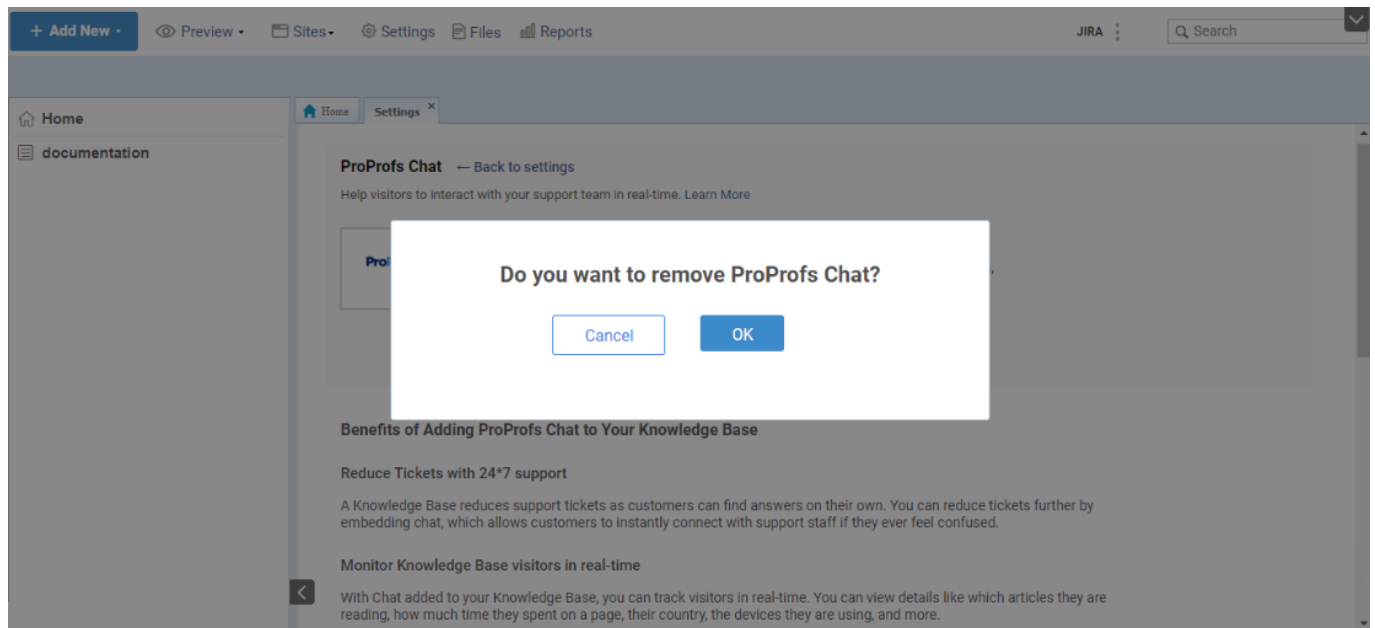 + Add New
Preview
Sites
Settings
Files
Reports
JIRA
Search
Home
documentation
Home
Settings ×
ProProfs Chat ← Back to settings
Help visitors to interact with your support team in real-time. Learn More
Do you want to remove ProProfs Chat?
Cancel
OK
Benefits of Adding ProProfs Chat to Your Knowledge Base
Reduce Tickets with 24*7 support
A Knowledge Base reduces support tickets as customers can find answers on their own. You can reduce tickets further by
embedding chat, which allows customers to instantly connect with support staff if they ever feel confused.
Monitor Knowledge Base visitors in real-time
With Chat added to your Knowledge Base, you can track visitors in real-time. You can view details like which articles they are
reading, how much time they spent on a page, their country, the devices they are using, and more.